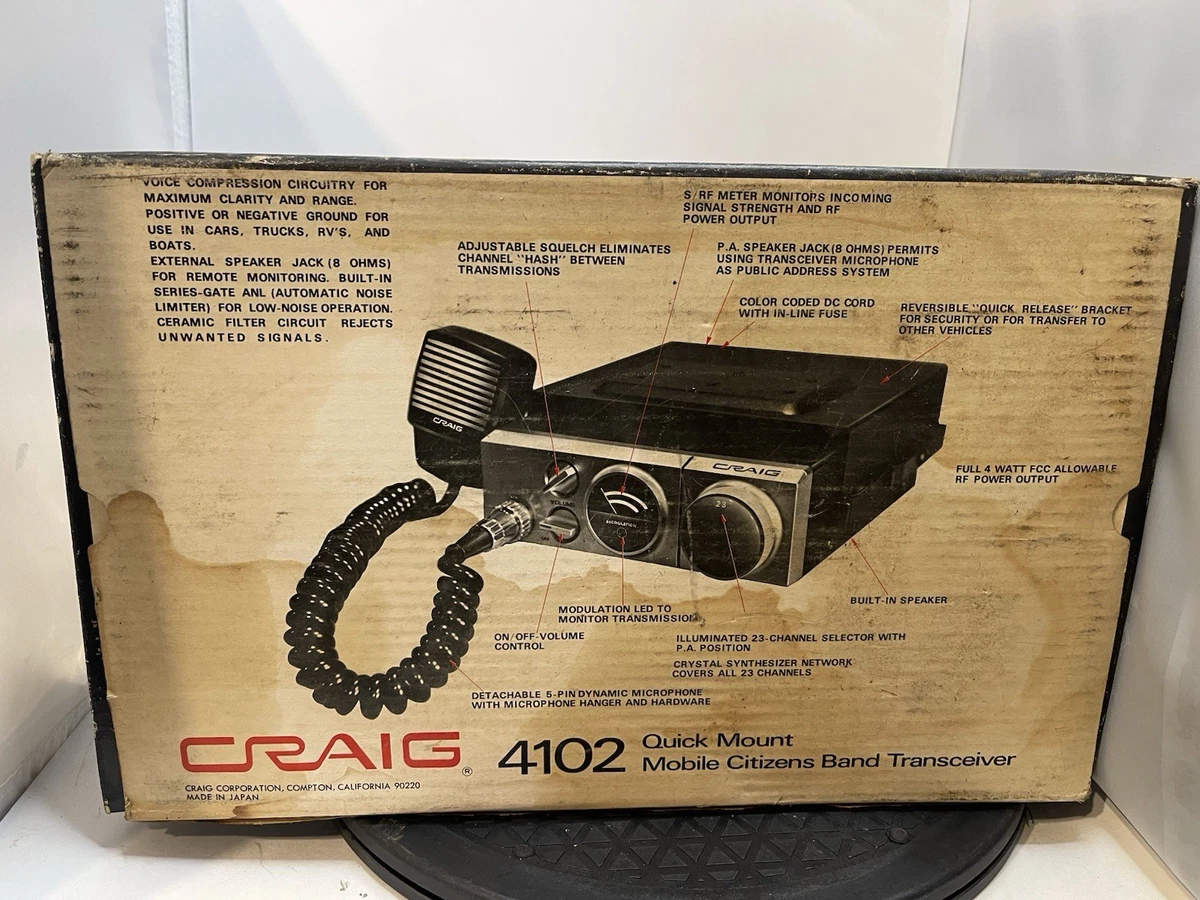 VOICE COMPRESSION CIRCUITRY FOR
MAXIMUM CLARITY AND RANGE.
POSITIVE OR NEGATIVE GROUND FOR
USE IN CARS, TRUCKS, RV'S, AND
BOATS.
EXTERNAL SPEAKER JACK (8 OHMS)
FOR REMOTE MONITORING. BUILT-IN
SERIES-GATE ANL (AUTOMATIC NOISE
LIMITER) FOR LOW-NOISE OPERATION.
CERAMIC FILTER CIRCUIT REJECTS
UNWANTED SIGNALS.
S/RF METER MONITORS INCOMING
SIGNAL STRENGTH AND RF
POWER OUTPUT
ADJUSTABLE SQUELCH ELIMINATES
CHANNEL "HASH" BETWEEN
TRANSMISSIONS
P.A. SPEAKER JACK (8 OHMS) PERMITS
USING TRANSCEIVER MICROPHONE
AS PUBLIC ADDRESS SYSTEM
COLOR CODED DC CORD
WITH IN-LINE FUSE
REVERSIBLE "QUICK RELEASE" BRACKET
FOR SECURITY OR FOR TRANSFER TO
OTHER VEHICLES
CRAIG
CRAIG
VOLUME
MODULATION
23
FULL 4 WATT FCC ALLOWABLE
RF POWER OUTPUT
BUILT-IN SPEAKER
MODULATION LED TO
MONITOR TRANSMISSION
ON/OFF-VOLUME
CONTROL
ILLUMINATED 23-CHANNEL SELECTOR WITH
P.A. POSITION
CRYSTAL SYNTHESIZER NETWORK
COVERS ALL 23 CHANNELS
DETACHABLE 5-PIN DYNAMIC MICROPHONE
WITH MICROPHONE HANGER AND HARDWARE
CRAIG ® 4102 Quick Mount
Mobile Citizens Band Transceiver
CRAIG CORPORATION, COMPTON, CALIFORNIA 90220
MADE IN JAPAN